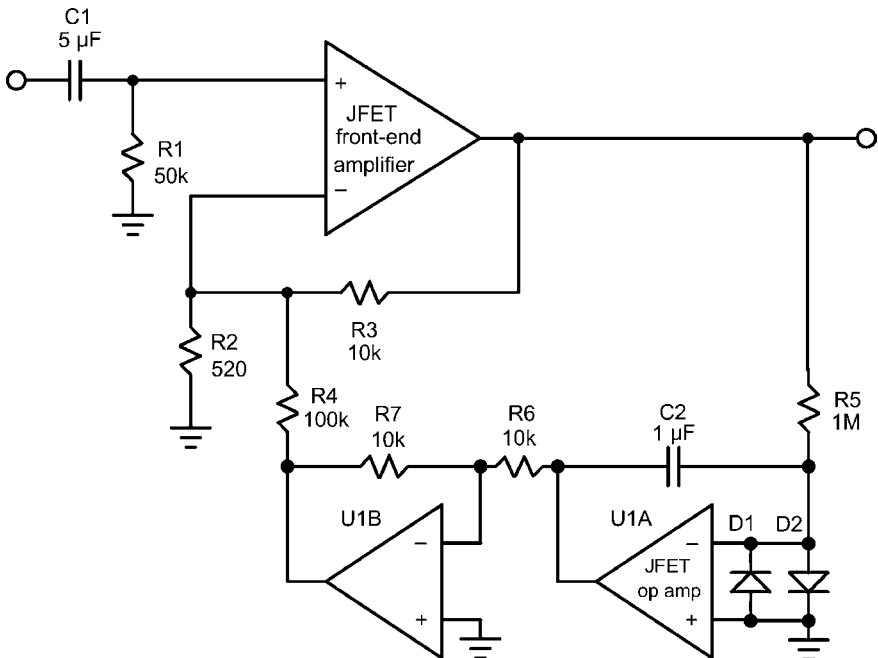 C1
5 µF
+
JFET
front-end
amplifier
−
R1
50k
R3
10k
R2
520
R4
100k
R7
10k
R6
10k
C2
1 µF
R5
1M
U1B
−
+
U1A
−
JFET
op amp
+
D1
D2